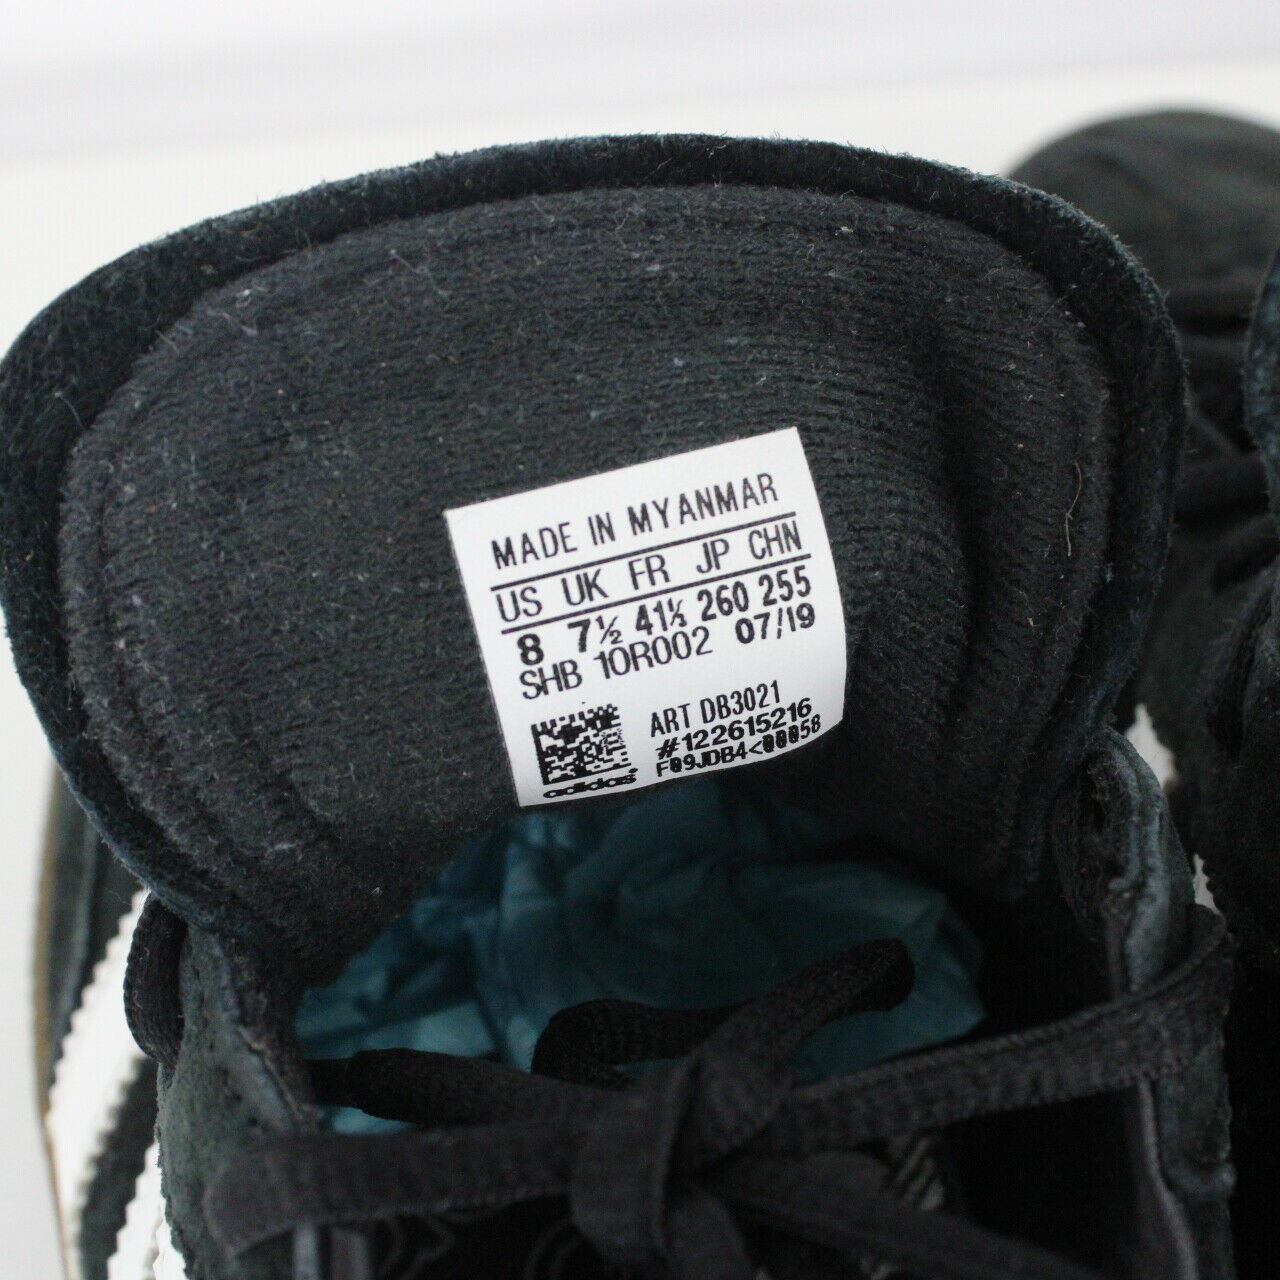 MADE IN MYANMAR
US UK FR JP CHN
8 7½ 41⅓ 260 255
SHB 10R002 07/19
ART DB3021
#122615216
F09JDB4<00058
adidas